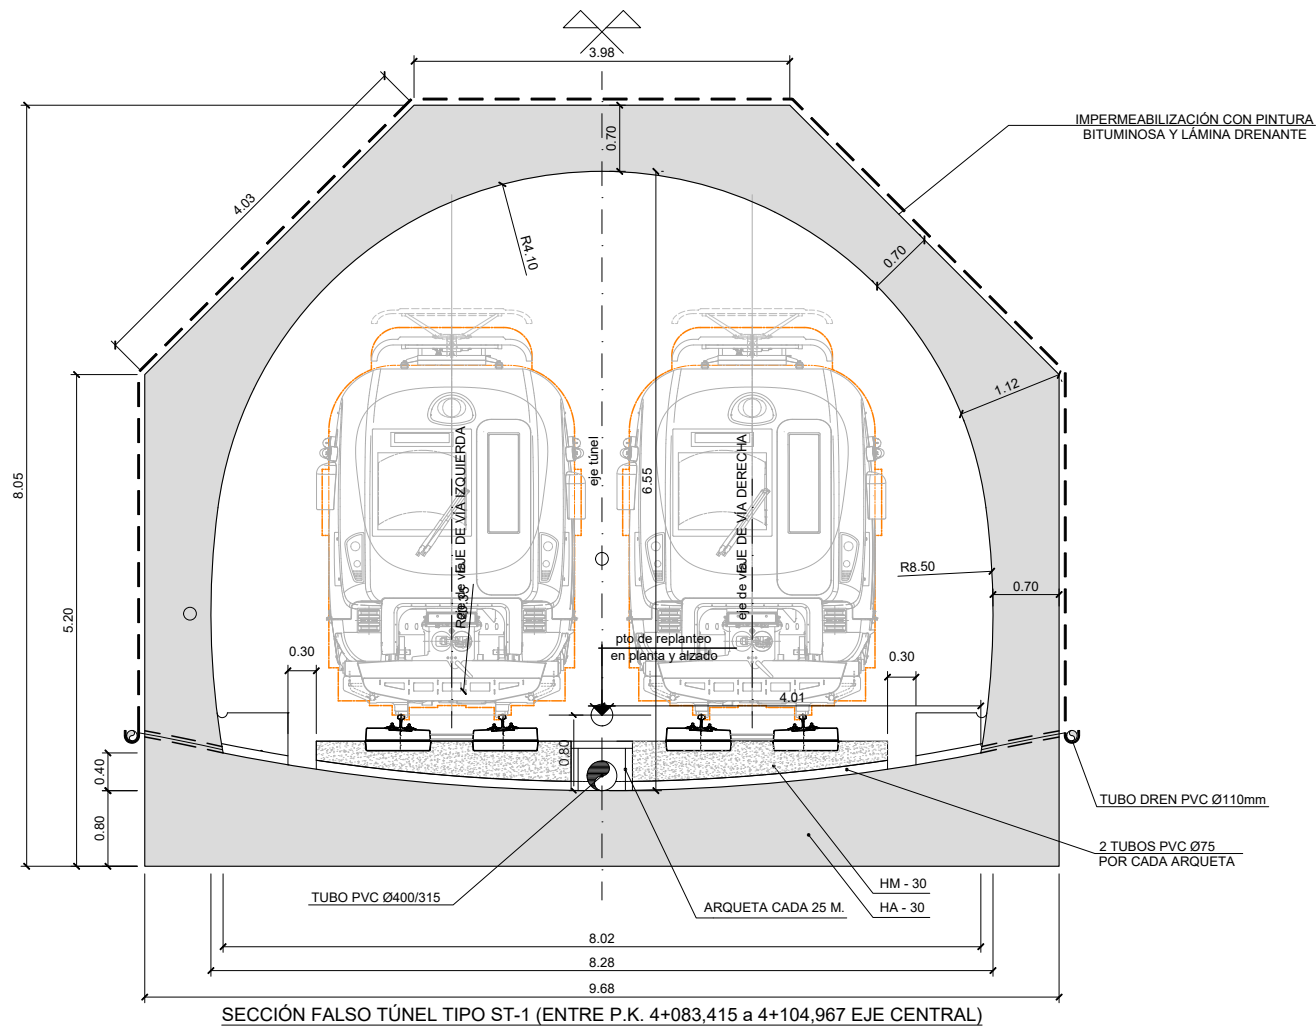 3.98
IMPERMEABILIZACIÓN CON PINTURA
BITUMINOSA Y LÁMINA DRENANTE
0.70
4.03
R4.10
0.70
1.12
8.05
EJE DE VÍA IZQUIERDA
eje túnel
6.55
EJE DE VÍA DERECHA
eje de vía
eje de vía
R8.50
0.70
5.20
pto de replanteo
en planta y alzado
0.30
0.30
4.01
0.80
0.40
0.80
TUBO DREN PVC Ø110mm
2 TUBOS PVC Ø75
POR CADA ARQUETA
TUBO PVC Ø400/315
ARQUETA CADA 25 M.
HM - 30
HA - 30
8.02
8.28
9.68
SECCIÓN FALSO TÚNEL TIPO ST-1 (ENTRE P.K. 4+083,415 a 4+104,967 EJE CENTRAL)